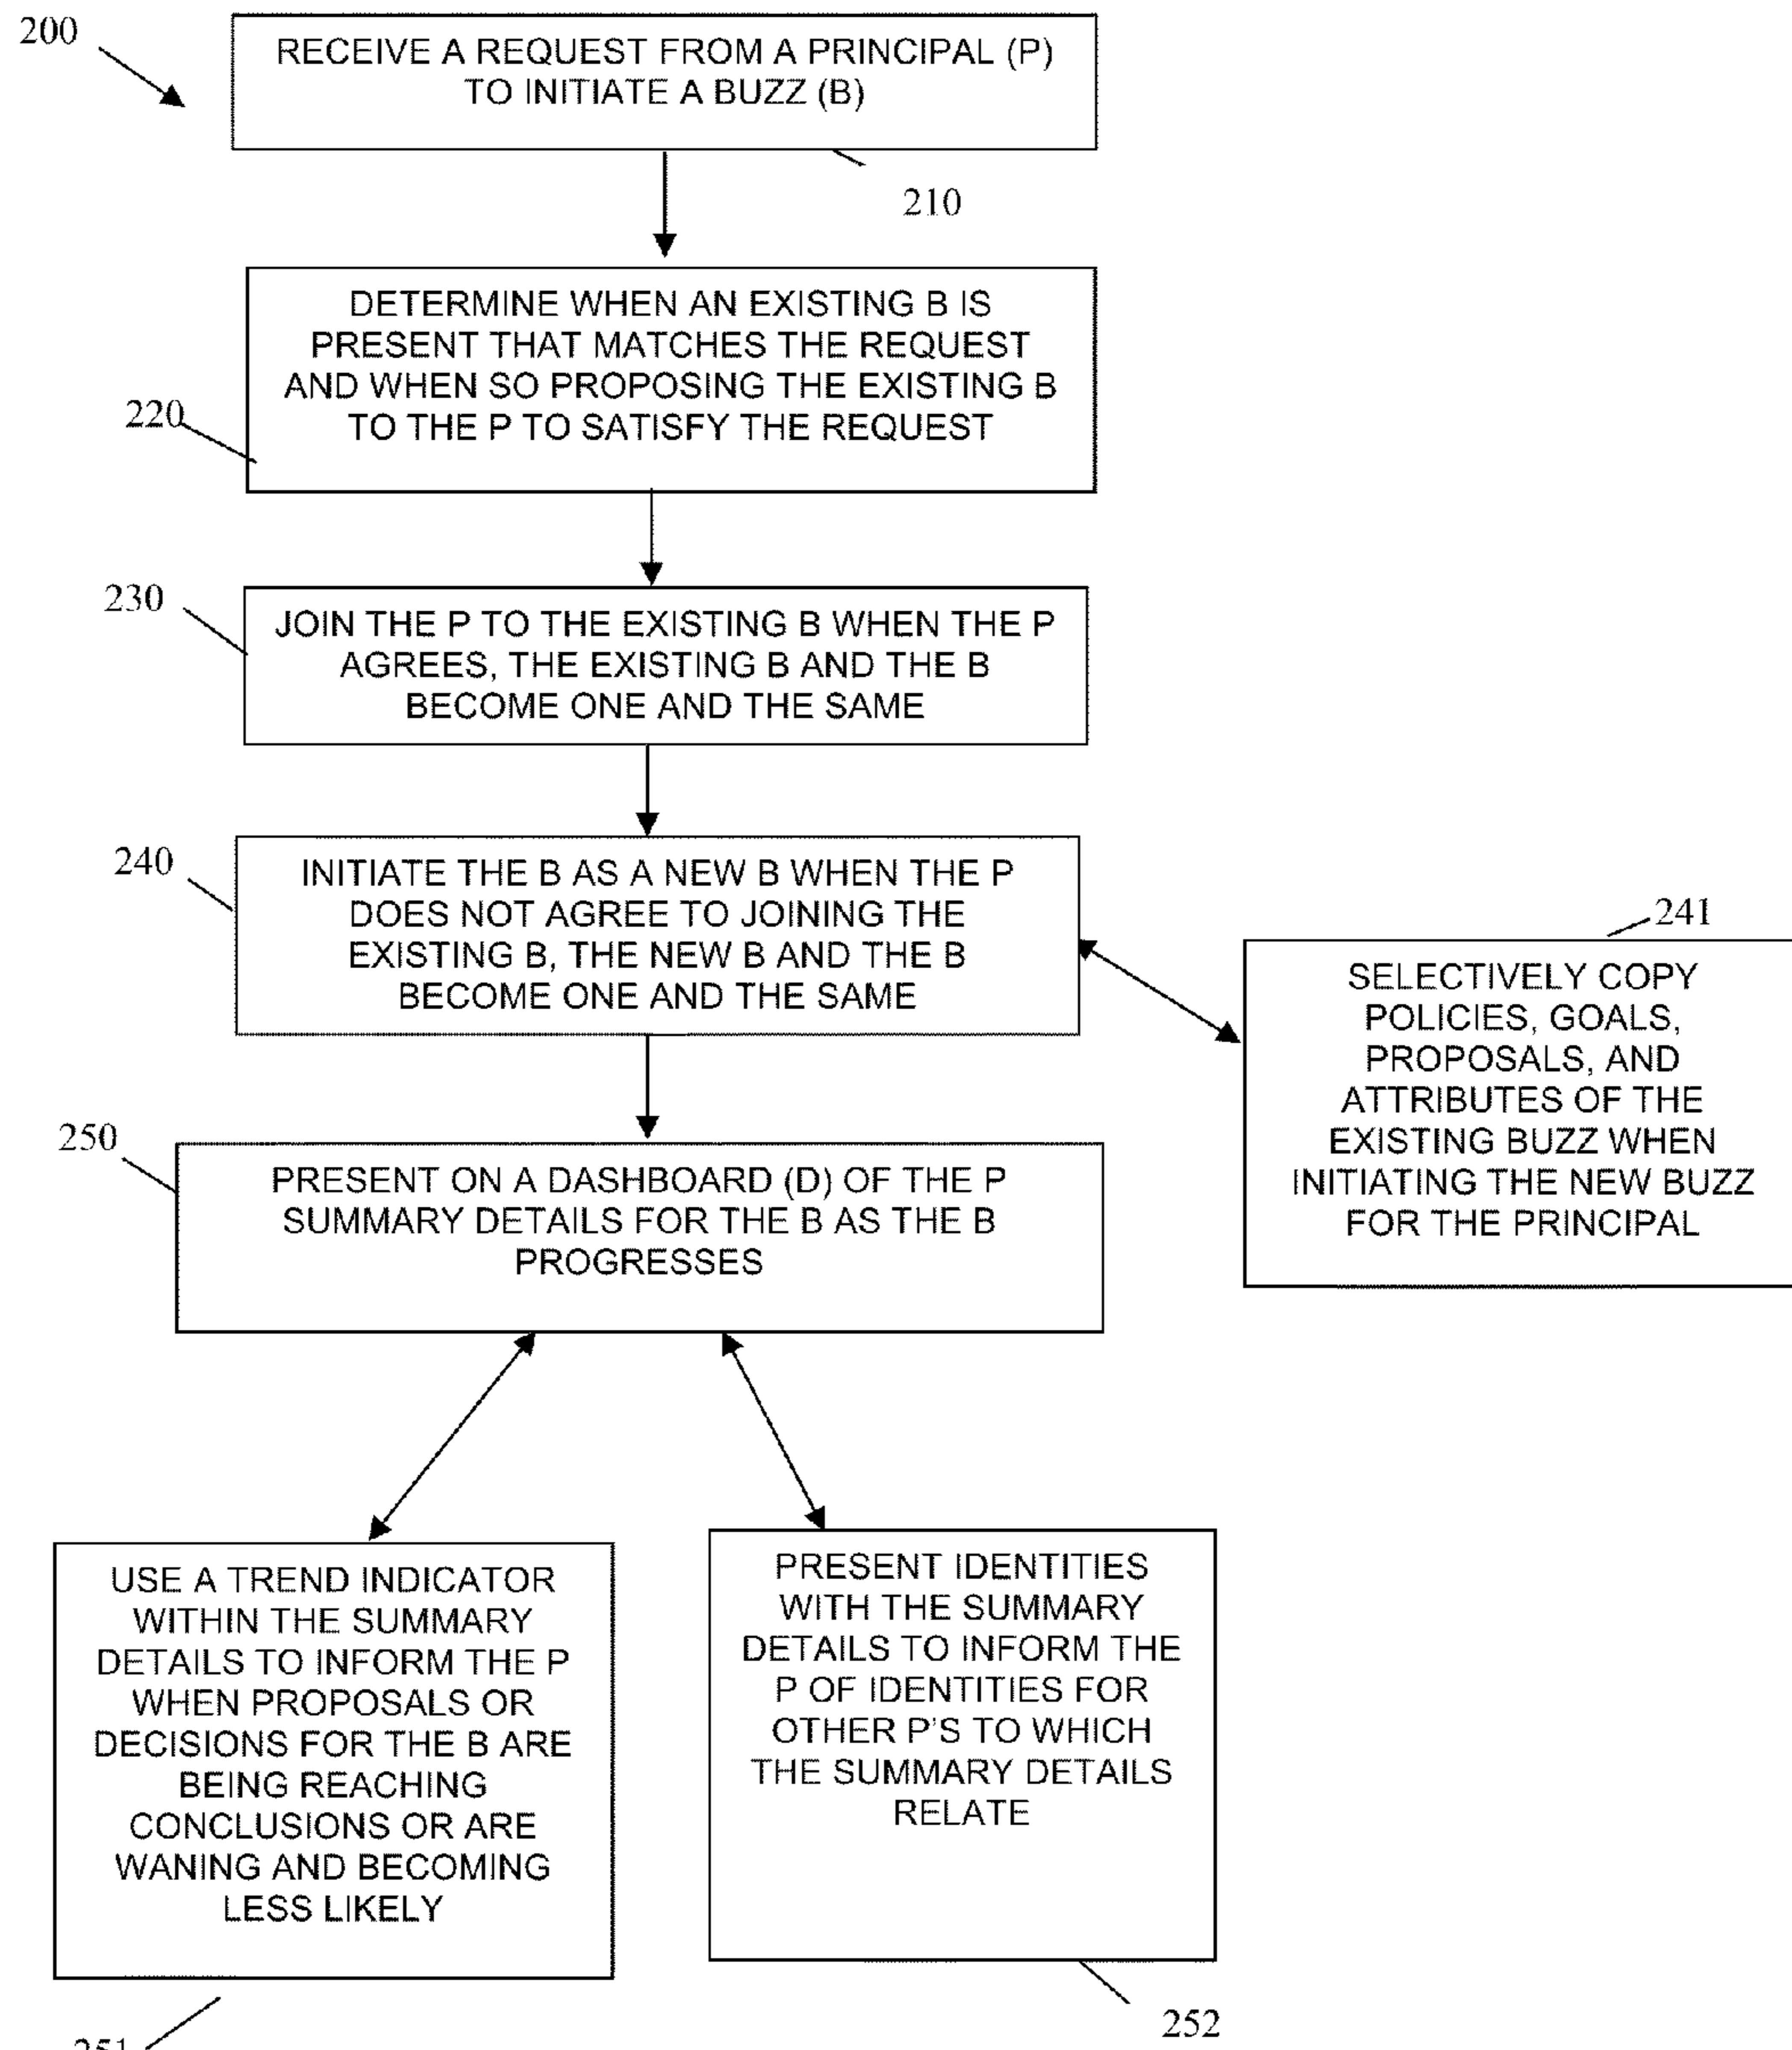 200
RECEIVE A REQUEST FROM A PRINCIPAL (P)
TO INITIATE A BUZZ (B)
210
DETERMINE WHEN AN EXISTING B IS
PRESENT THAT MATCHES THE REQUEST
AND WHEN SO PROPOSING THE EXISTING B
TO THE P TO SATISFY THE REQUEST
220
230
JOIN THE P TO THE EXISTING B WHEN THE P
AGREES, THE EXISTING B AND THE B
BECOME ONE AND THE SAME
240
INITIATE THE B AS A NEW B WHEN THE P
DOES NOT AGREE TO JOINING THE
EXISTING B, THE NEW B AND THE B
BECOME ONE AND THE SAME
241
SELECTIVELY COPY
POLICIES, GOALS,
PROPOSALS, AND
ATTRIBUTES OF THE
EXISTING BUZZ WHEN
INITIATING THE NEW BUZZ
FOR THE PRINCIPAL
250
PRESENT ON A DASHBOARD (D) OF THE P
SUMMARY DETAILS FOR THE B AS THE B
PROGRESSES
USE A TREND INDICATOR
WITHIN THE SUMMARY
DETAILS TO INFORM THE P
WHEN PROPOSALS OR
DECISIONS FOR THE B ARE
BEING REACHING
CONCLUSIONS OR ARE
WANING AND BECOMING
LESS LIKELY
251
PRESENT IDENTITIES
WITH THE SUMMARY
DETAILS TO INFORM THE
P OF IDENTITIES FOR
OTHER P'S TO WHICH
THE SUMMARY DETAILS
RELATE
252